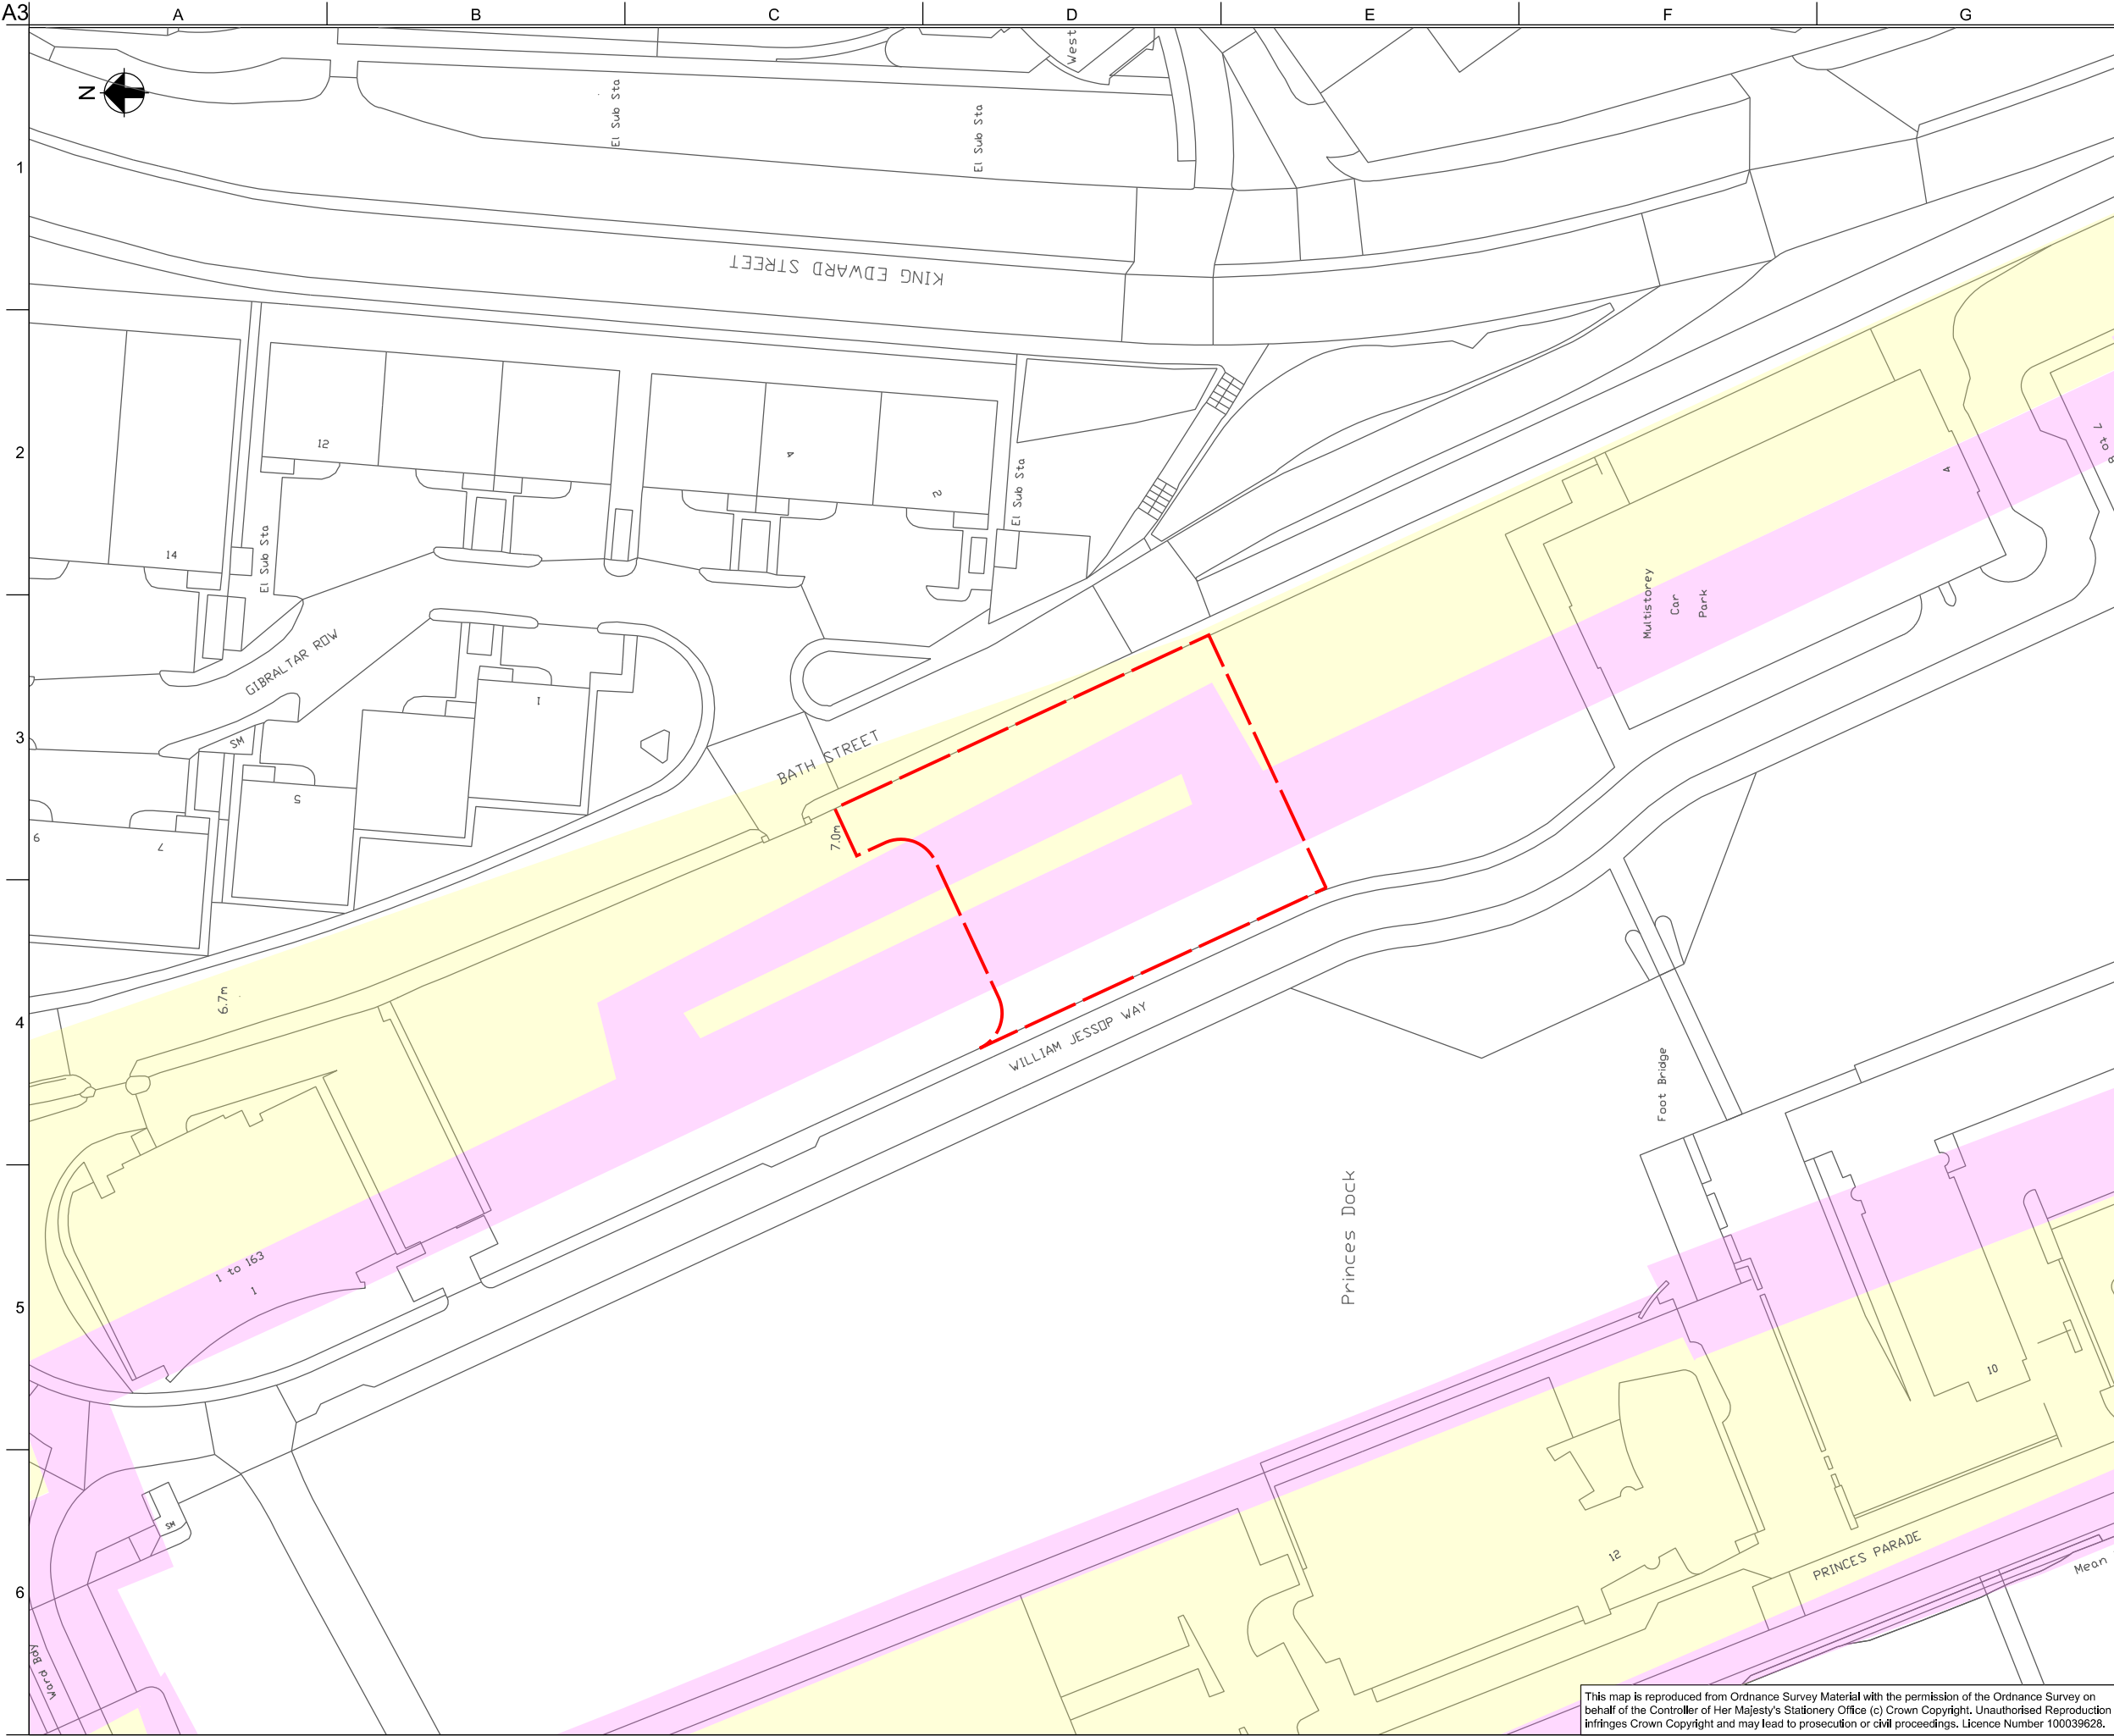 A3
A
B
C
D
E
F
G
N
West
El Sub Sta
El Sub Sta
1
KING EDWARD STREET
2
12
4
2
El Sub Sta
14
El Sub Sta
4
7 to
8
Multistorey
Car
Park
GIBRALTAR ROW
1
3
SM
5
BATH STREET
9
7
7.0m
6.7m
4
WILLIAM JESSOP WAY
Foot Bridge
Princes Dock
1 to 163
1
5
10
SM
12
PRINCES PARADE
6
Mean
Ward Bdy
This map is reproduced from Ordnance Survey Material with the permission of the Ordnance Survey on
behalf of the Controller of Her Majesty's Stationery Office (c) Crown Copyright. Unauthorised Reproduction
infringes Crown Copyright and may lead to prosecution or civil proceedings. Licence Number 100039628.